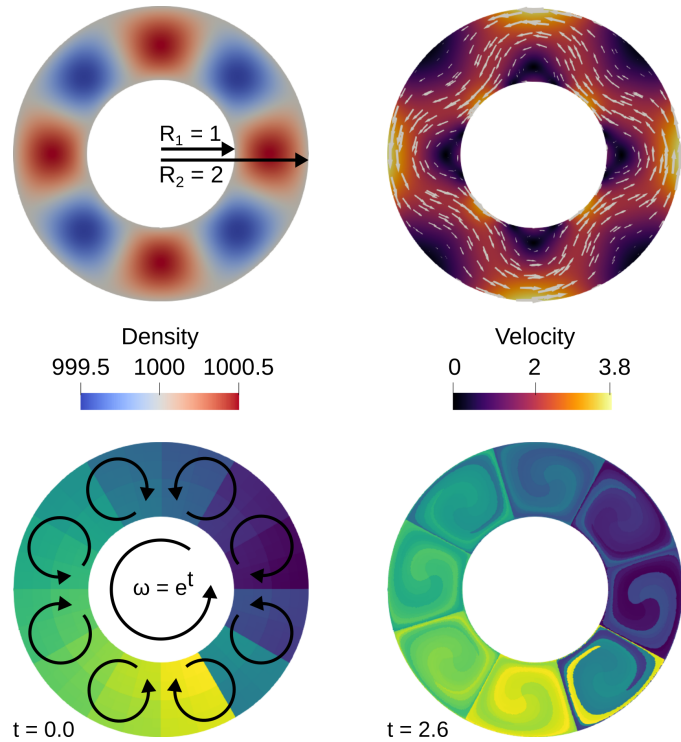 R₁ = 1
R₂ = 2
Density
999.5 1000 1000.5
Velocity
0 2 3.8
ω = eᵗ
t = 0.0
t = 2.6